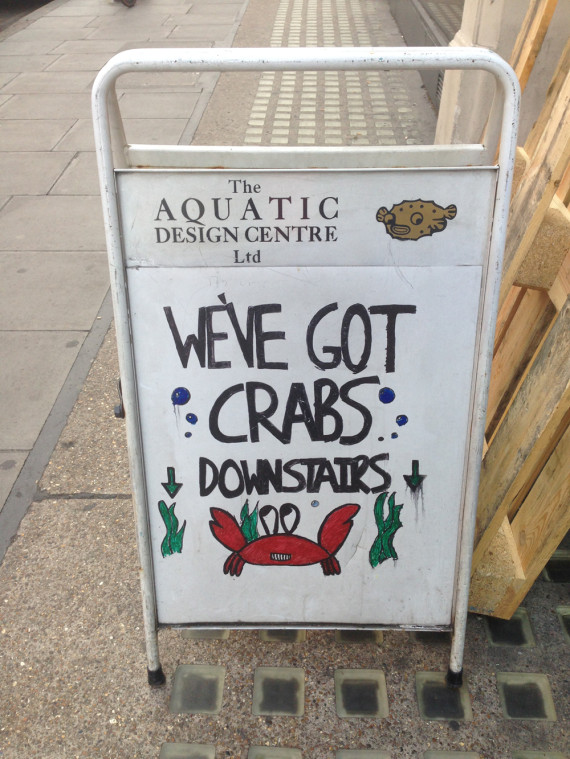 The
AQUATIC
DESIGN CENTRE
Ltd
WE'VE GOT
CRABS
DOWNSTAIRS